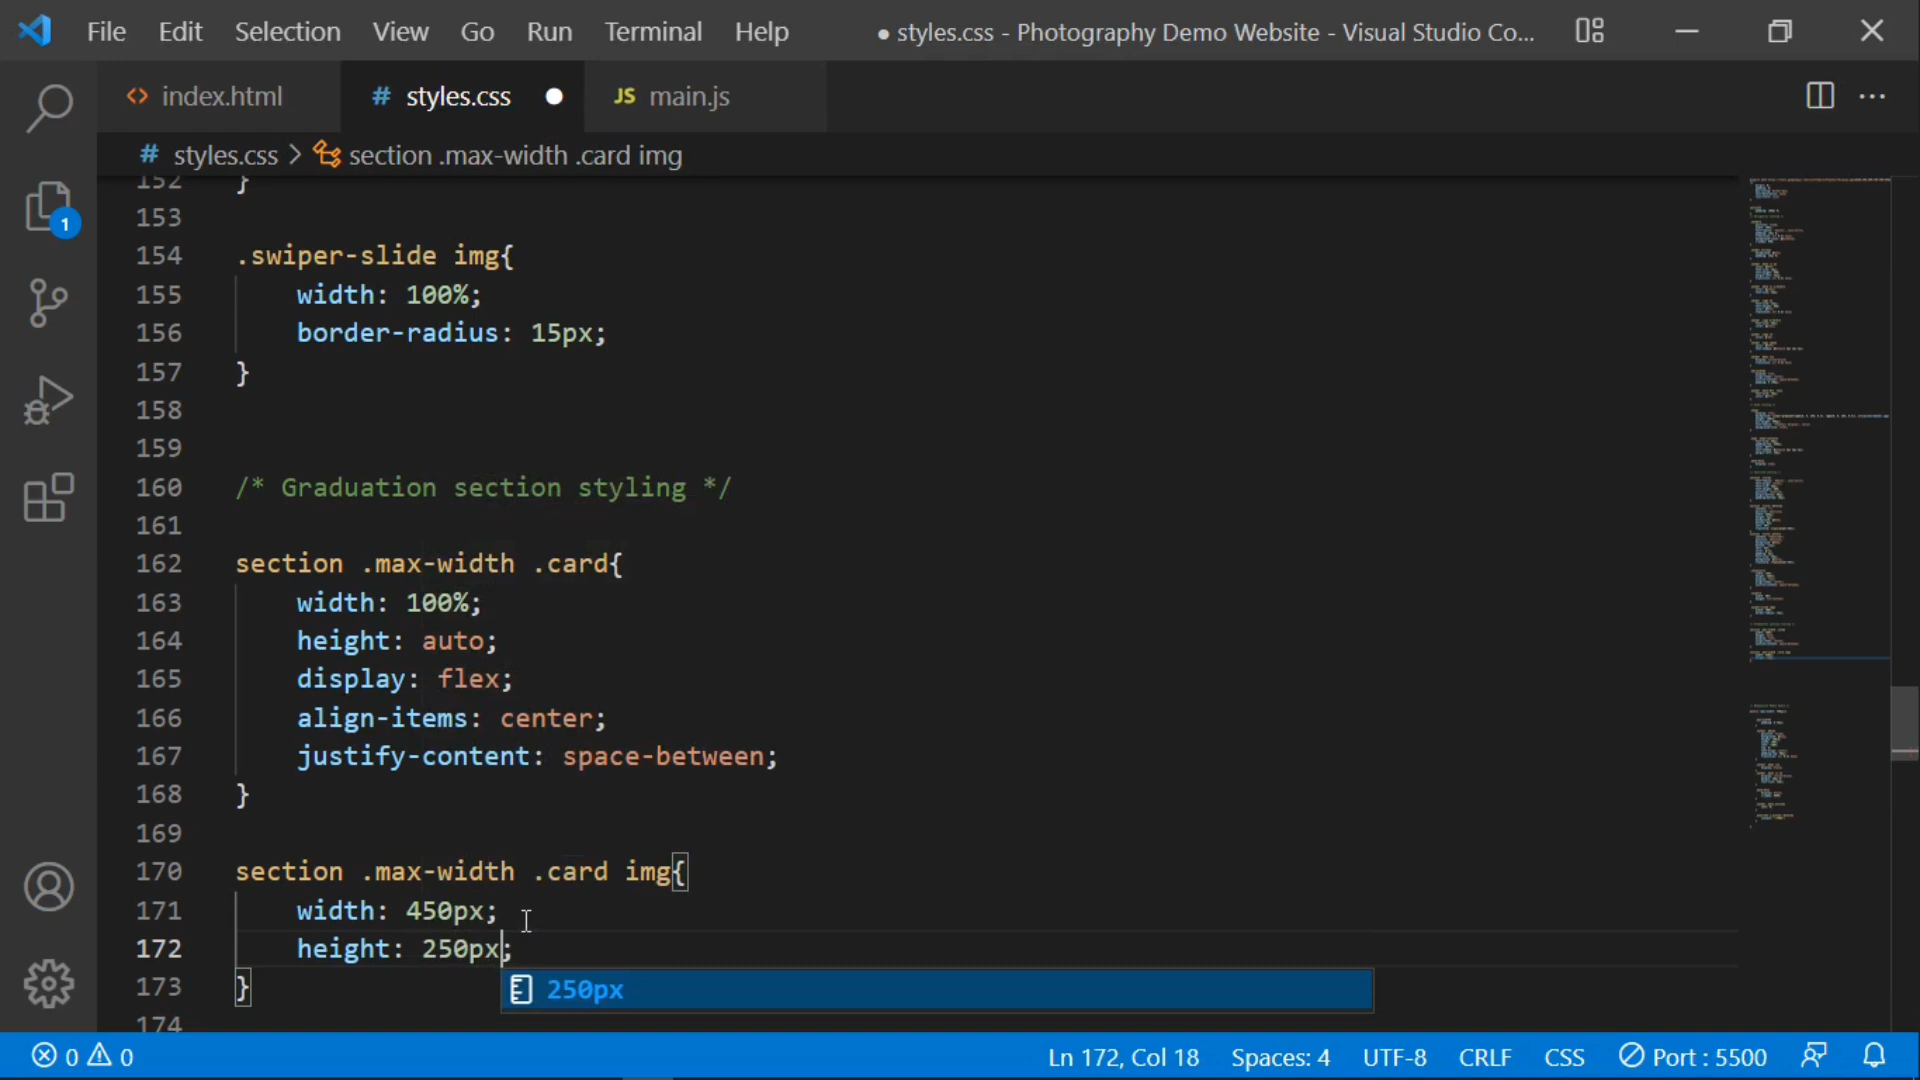 File Edit Selection View Go Run Terminal Help ● styles.css - Photography Demo Website - Visual Studio Co...
index.html # styles.css JS main.js
# styles.css > section .max-width .card img
1
152 }
153
154 .swiper-slide img{
155 width: 100%;
156 border-radius: 15px;
157 }
158
159
160 /* Graduation section styling */
161
162 section .max-width .card{
163 width: 100%;
164 height: auto;
165 display: flex;
166 align-items: center;
167 justify-content: space-between;
168 }
169
170 section .max-width .card img{
171 width: 450px;
172 height: 250px;
173 }
250px
174
0 0 Ln 172, Col 18 Spaces: 4 UTF-8 CRLF CSS Port : 5500